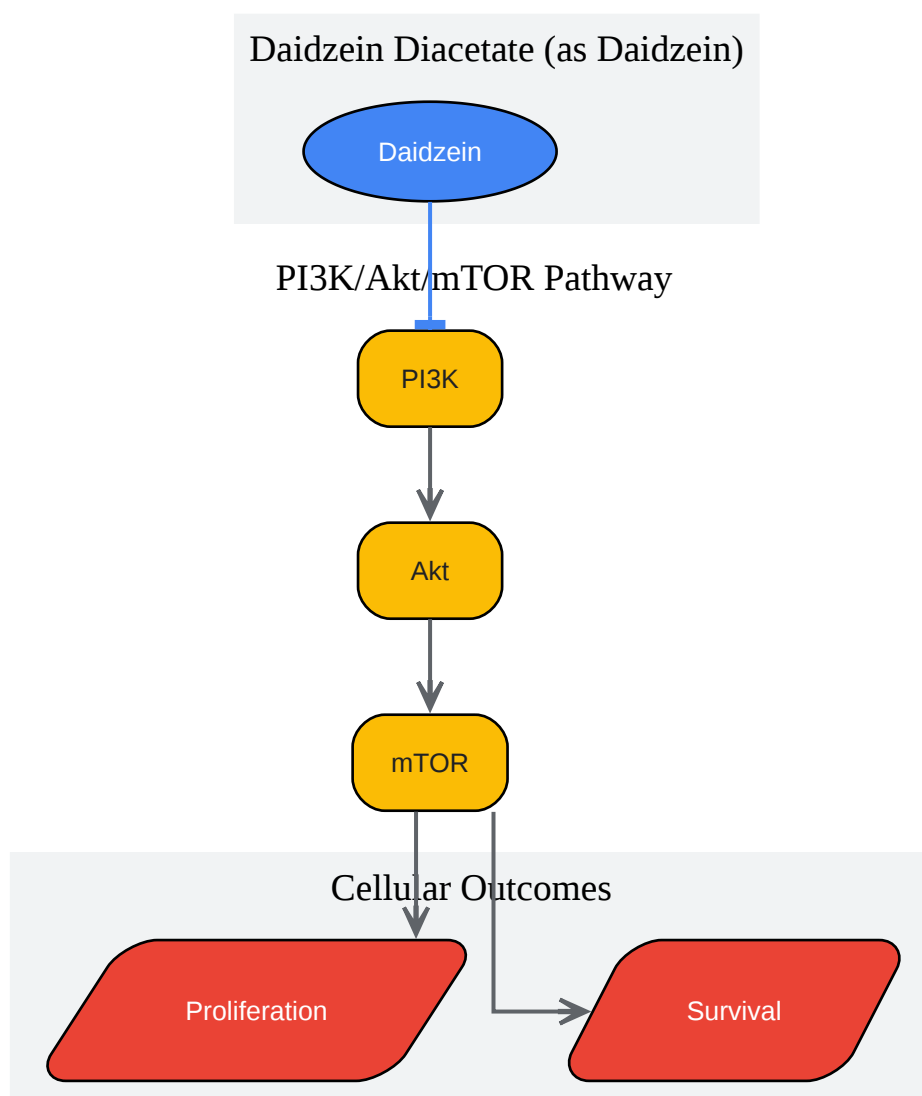 Daidzein Diacetate (as Daidzein)
Daidzein
PI3K/Akt/mTOR Pathway
PI3K
Akt
mTOR
Cellular Outcomes
Proliferation
Survival